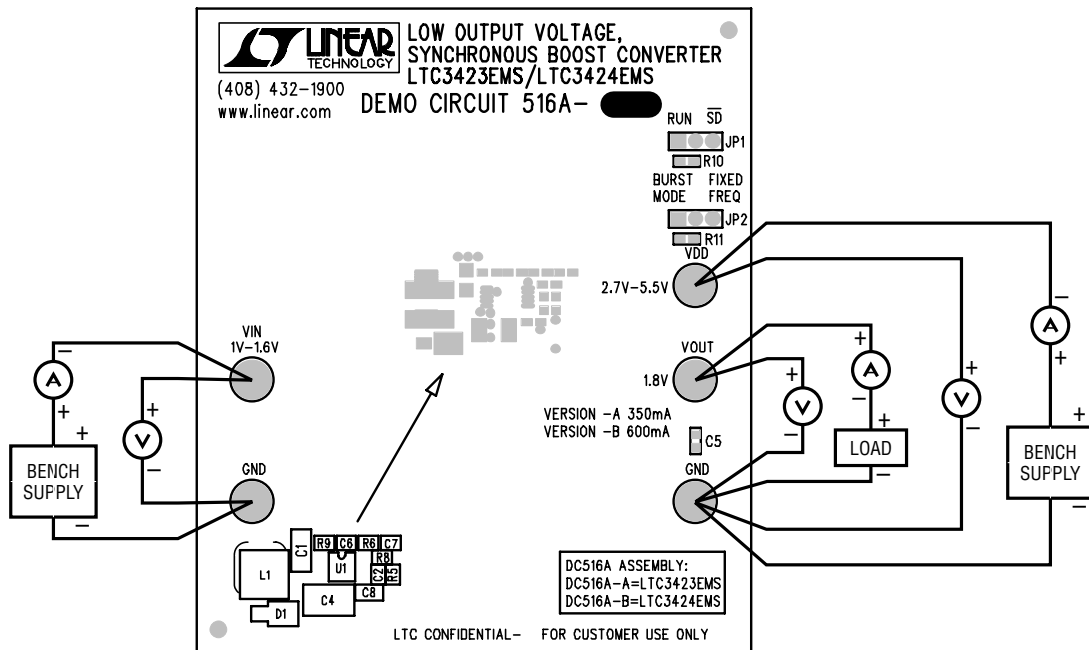 LINEAR
TECHNOLOGY
(408) 432-1900
www.linear.com
LOW OUTPUT VOLTAGE,
SYNCHRONOUS BOOST CONVERTER
LTC3423EMS/LTC3424EMS
DEMO CIRCUIT 516A-
RUN SD
JP1
R10
BURST FIXED
MODE FREQ
JP2
R11
VDD
2.7V-5.5V
VIN
1V-1.6V
VOUT
1.8V
VERSION -A 350mA
VERSION -B 600mA
C5
GND
GND
– A +
+ V –
+ BENCH
SUPPLY –
+ V –
+ A –
+ LOAD –
+ V –
– A +
+ BENCH
SUPPLY –
C1
R9
C6
R6
C7
R8
U1
C2
R5
L1
C4
C8
D1
DC516A ASSEMBLY:
DC516A-A=LTC3423EMS
DC516A-B=LTC3424EMS
LTC CONFIDENTIAL- FOR CUSTOMER USE ONLY